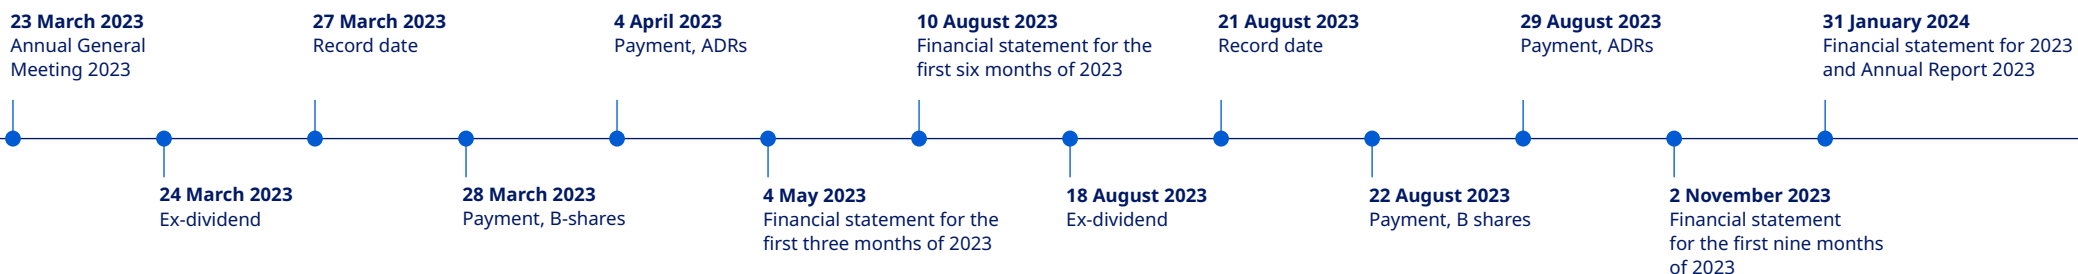 23 March 2023
Annual General
Meeting 2023
24 March 2023
Ex-dividend
27 March 2023
Record date
28 March 2023
Payment, B-shares
4 April 2023
Payment, ADRs
4 May 2023
Financial statement for the
first three months of 2023
10 August 2023
Financial statement for the
first six months of 2023
18 August 2023
Ex-dividend
21 August 2023
Record date
22 August 2023
Payment, B shares
29 August 2023
Payment, ADRs
2 November 2023
Financial statement
for the first nine months
of 2023
31 January 2024
Financial statement for 2023
and Annual Report 2023